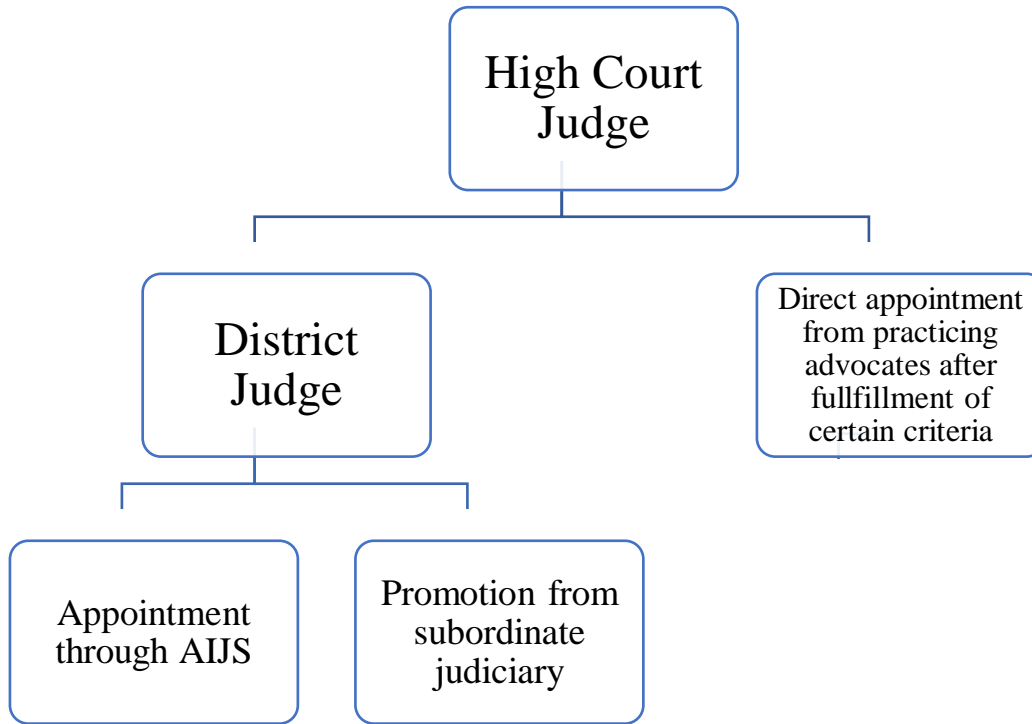 High Court
Judge
District
Judge
Direct appointment
from practicing
advocates after
fullfillment of
certain criteria
Appointment
through AIJS
Promotion from
subordinate
judiciary